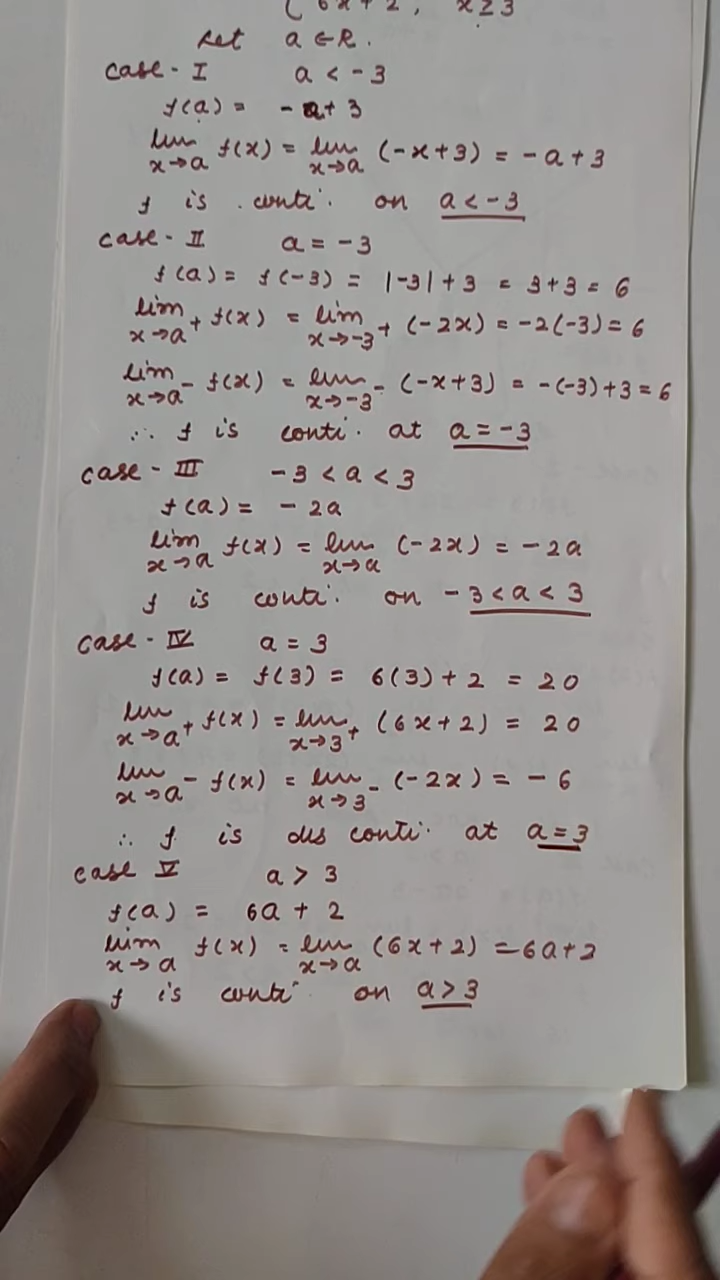 { 6x + 2 , x ≥ 3
Let a ∈ R.
Case - I a < -3
f(a) = - a + 3
lim x→a f(x) = lim x→a (-x+3) = -a+3
f is conti. on a < -3
Case - II a = -3
f(a) = f(-3) = |-3| + 3 = 3+3 = 6
lim x→a+ f(x) = lim x→-3+ (-2x) = -2(-3) = 6
lim x→a- f(x) = lim x→-3- (-x+3) = -(-3)+3 = 6
∴ f is conti. at a = -3
Case - III -3 < a < 3
f(a) = - 2a
lim x→a f(x) = lim x→a (-2x) = -2a
f is conti. on -3 < a < 3
Case - IV a = 3
f(a) = f(3) = 6(3) + 2 = 20
lim x→a+ f(x) = lim x→3+ (6x+2) = 20
lim x→a- f(x) = lim x→3- (-2x) = - 6
∴ f is dis conti. at a = 3
Case V a > 3
f(a) = 6a + 2
lim x→a f(x) = lim x→a (6x+2) = 6a+2
f is conti on a > 3